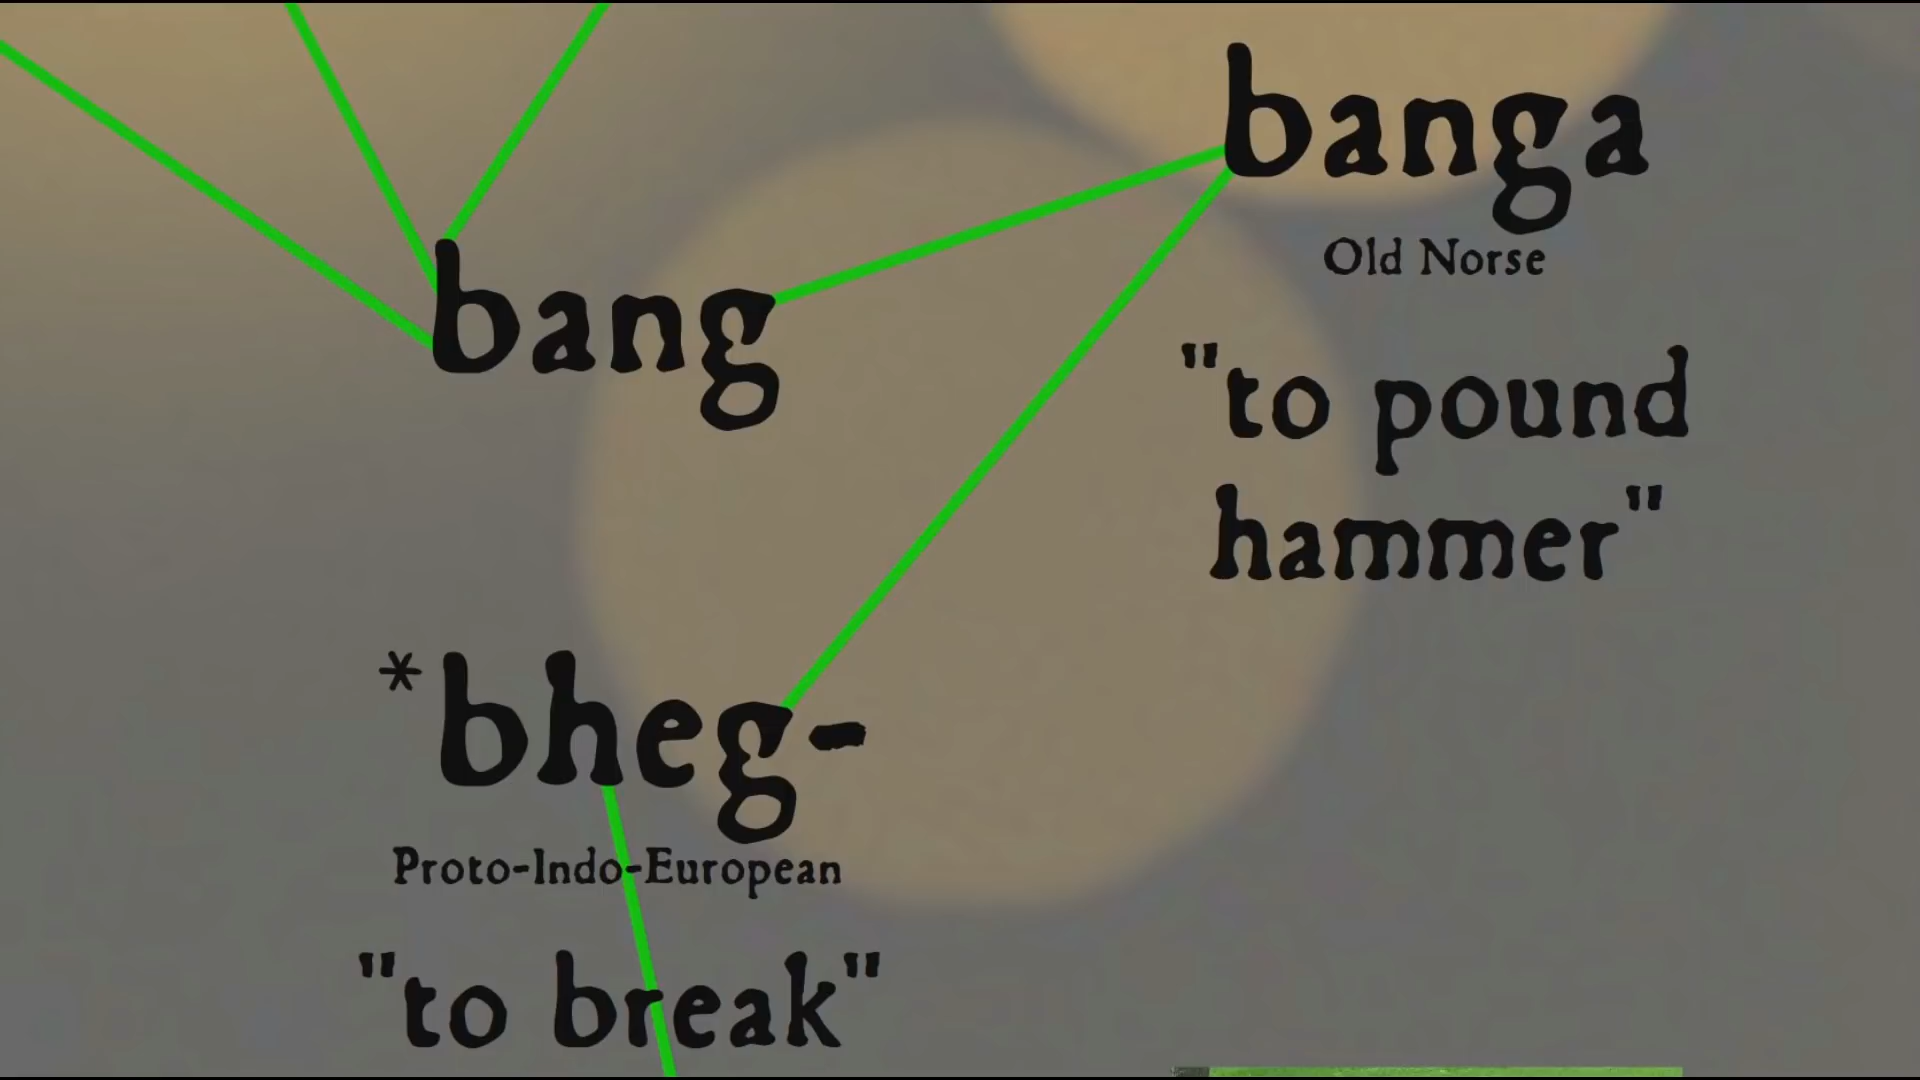 banga
Old Norse
"to pound
hammer"
bang
*bheg-
Proto-Indo-European
"to break"